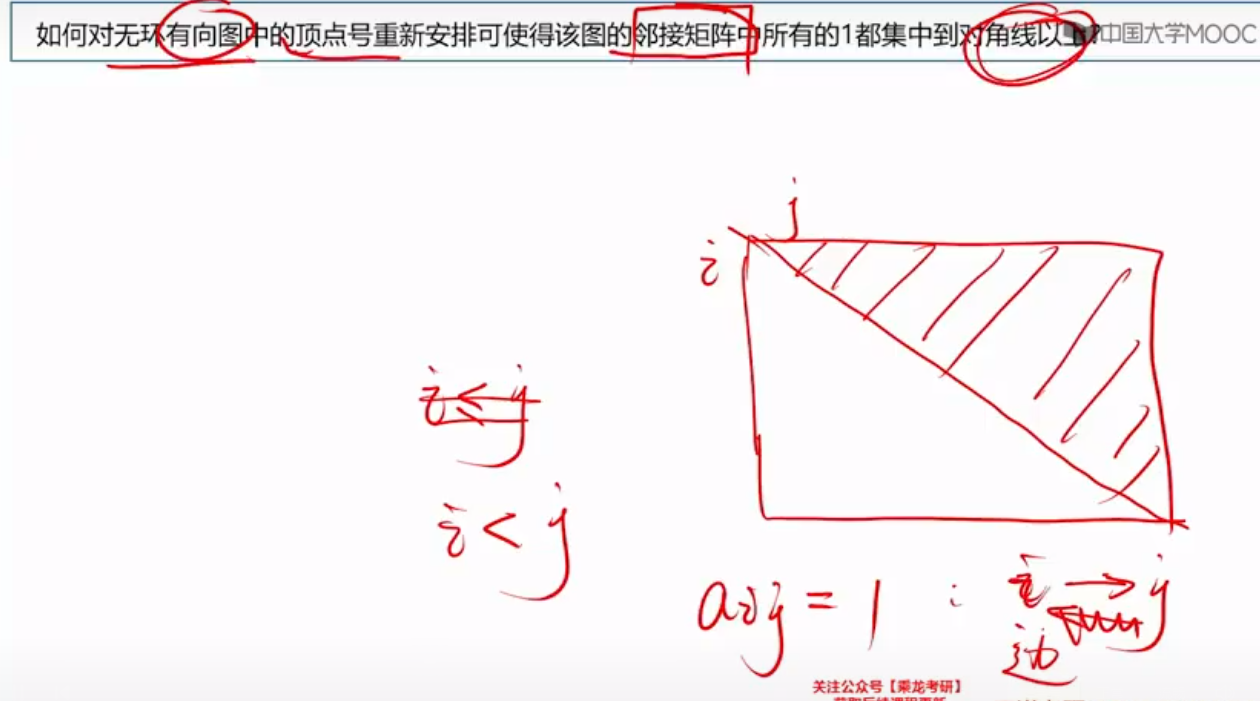 如何对无环有向图中的顶点号重新安排可使得该图的邻接矩阵中所有的1都集中到对角线以上?
中国大学MOOC
j
i
i < j
aij = 1 : i → j
边
关注公众号【乘龙考研】